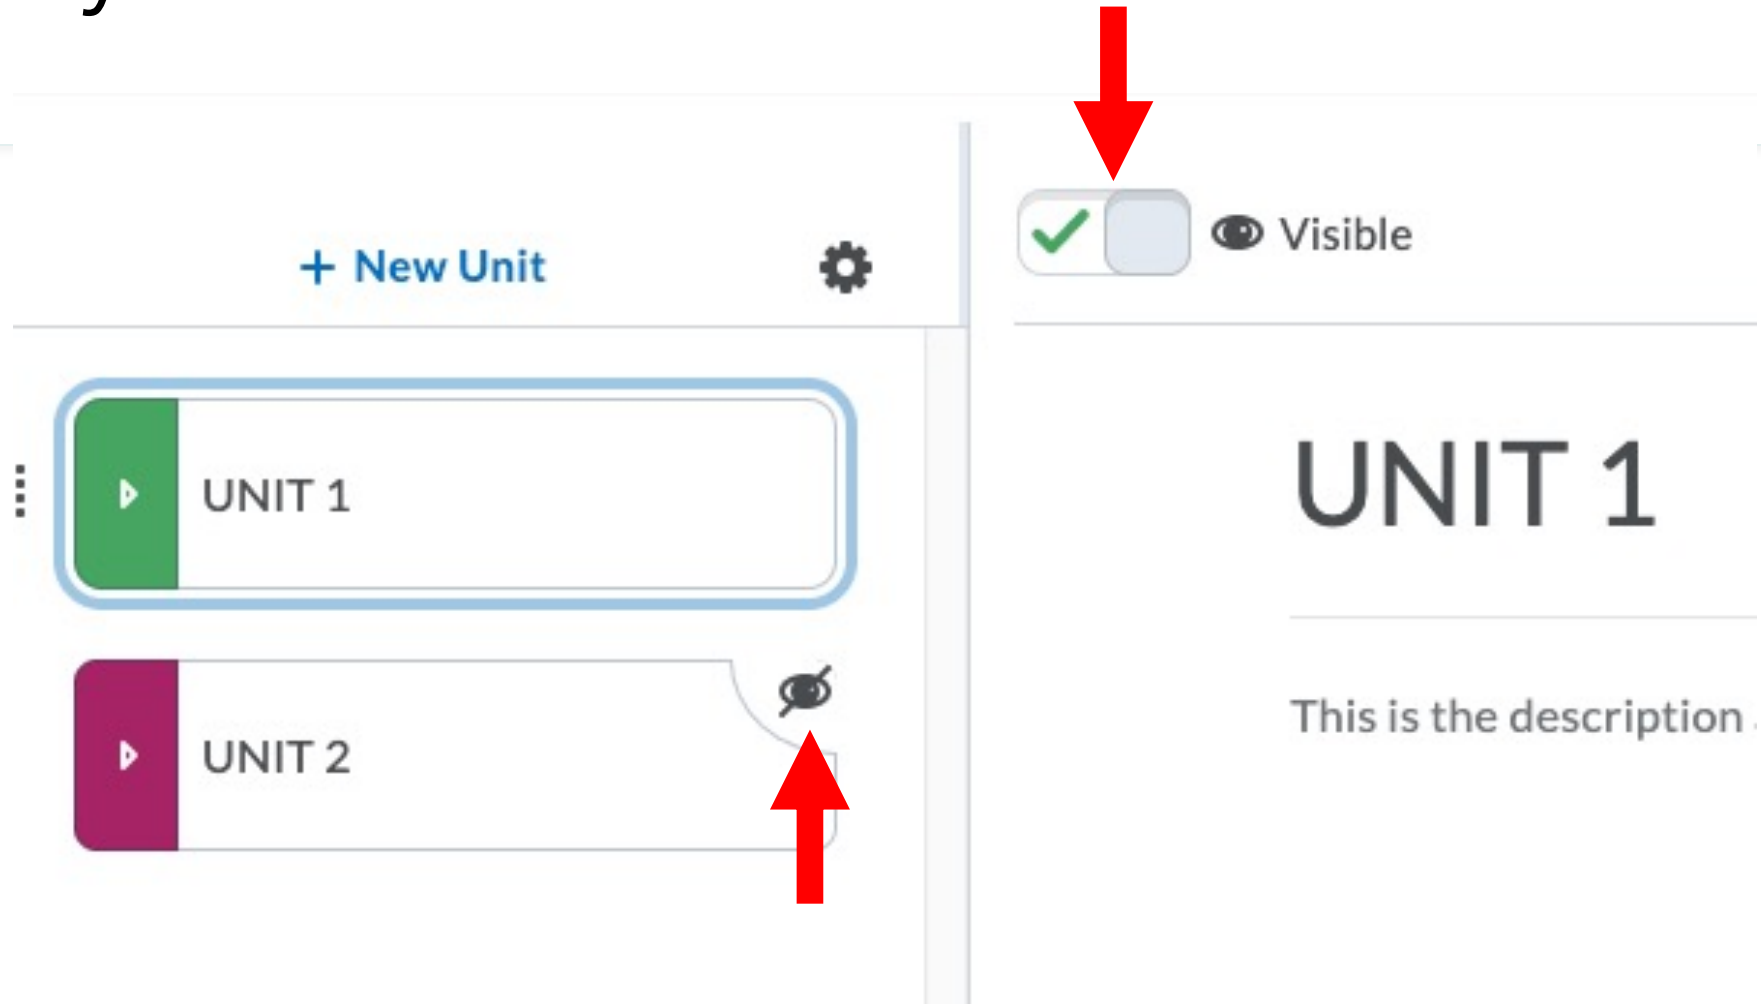 + New Unit
Visible
UNIT 1
UNIT 2
UNIT 1
This is the description